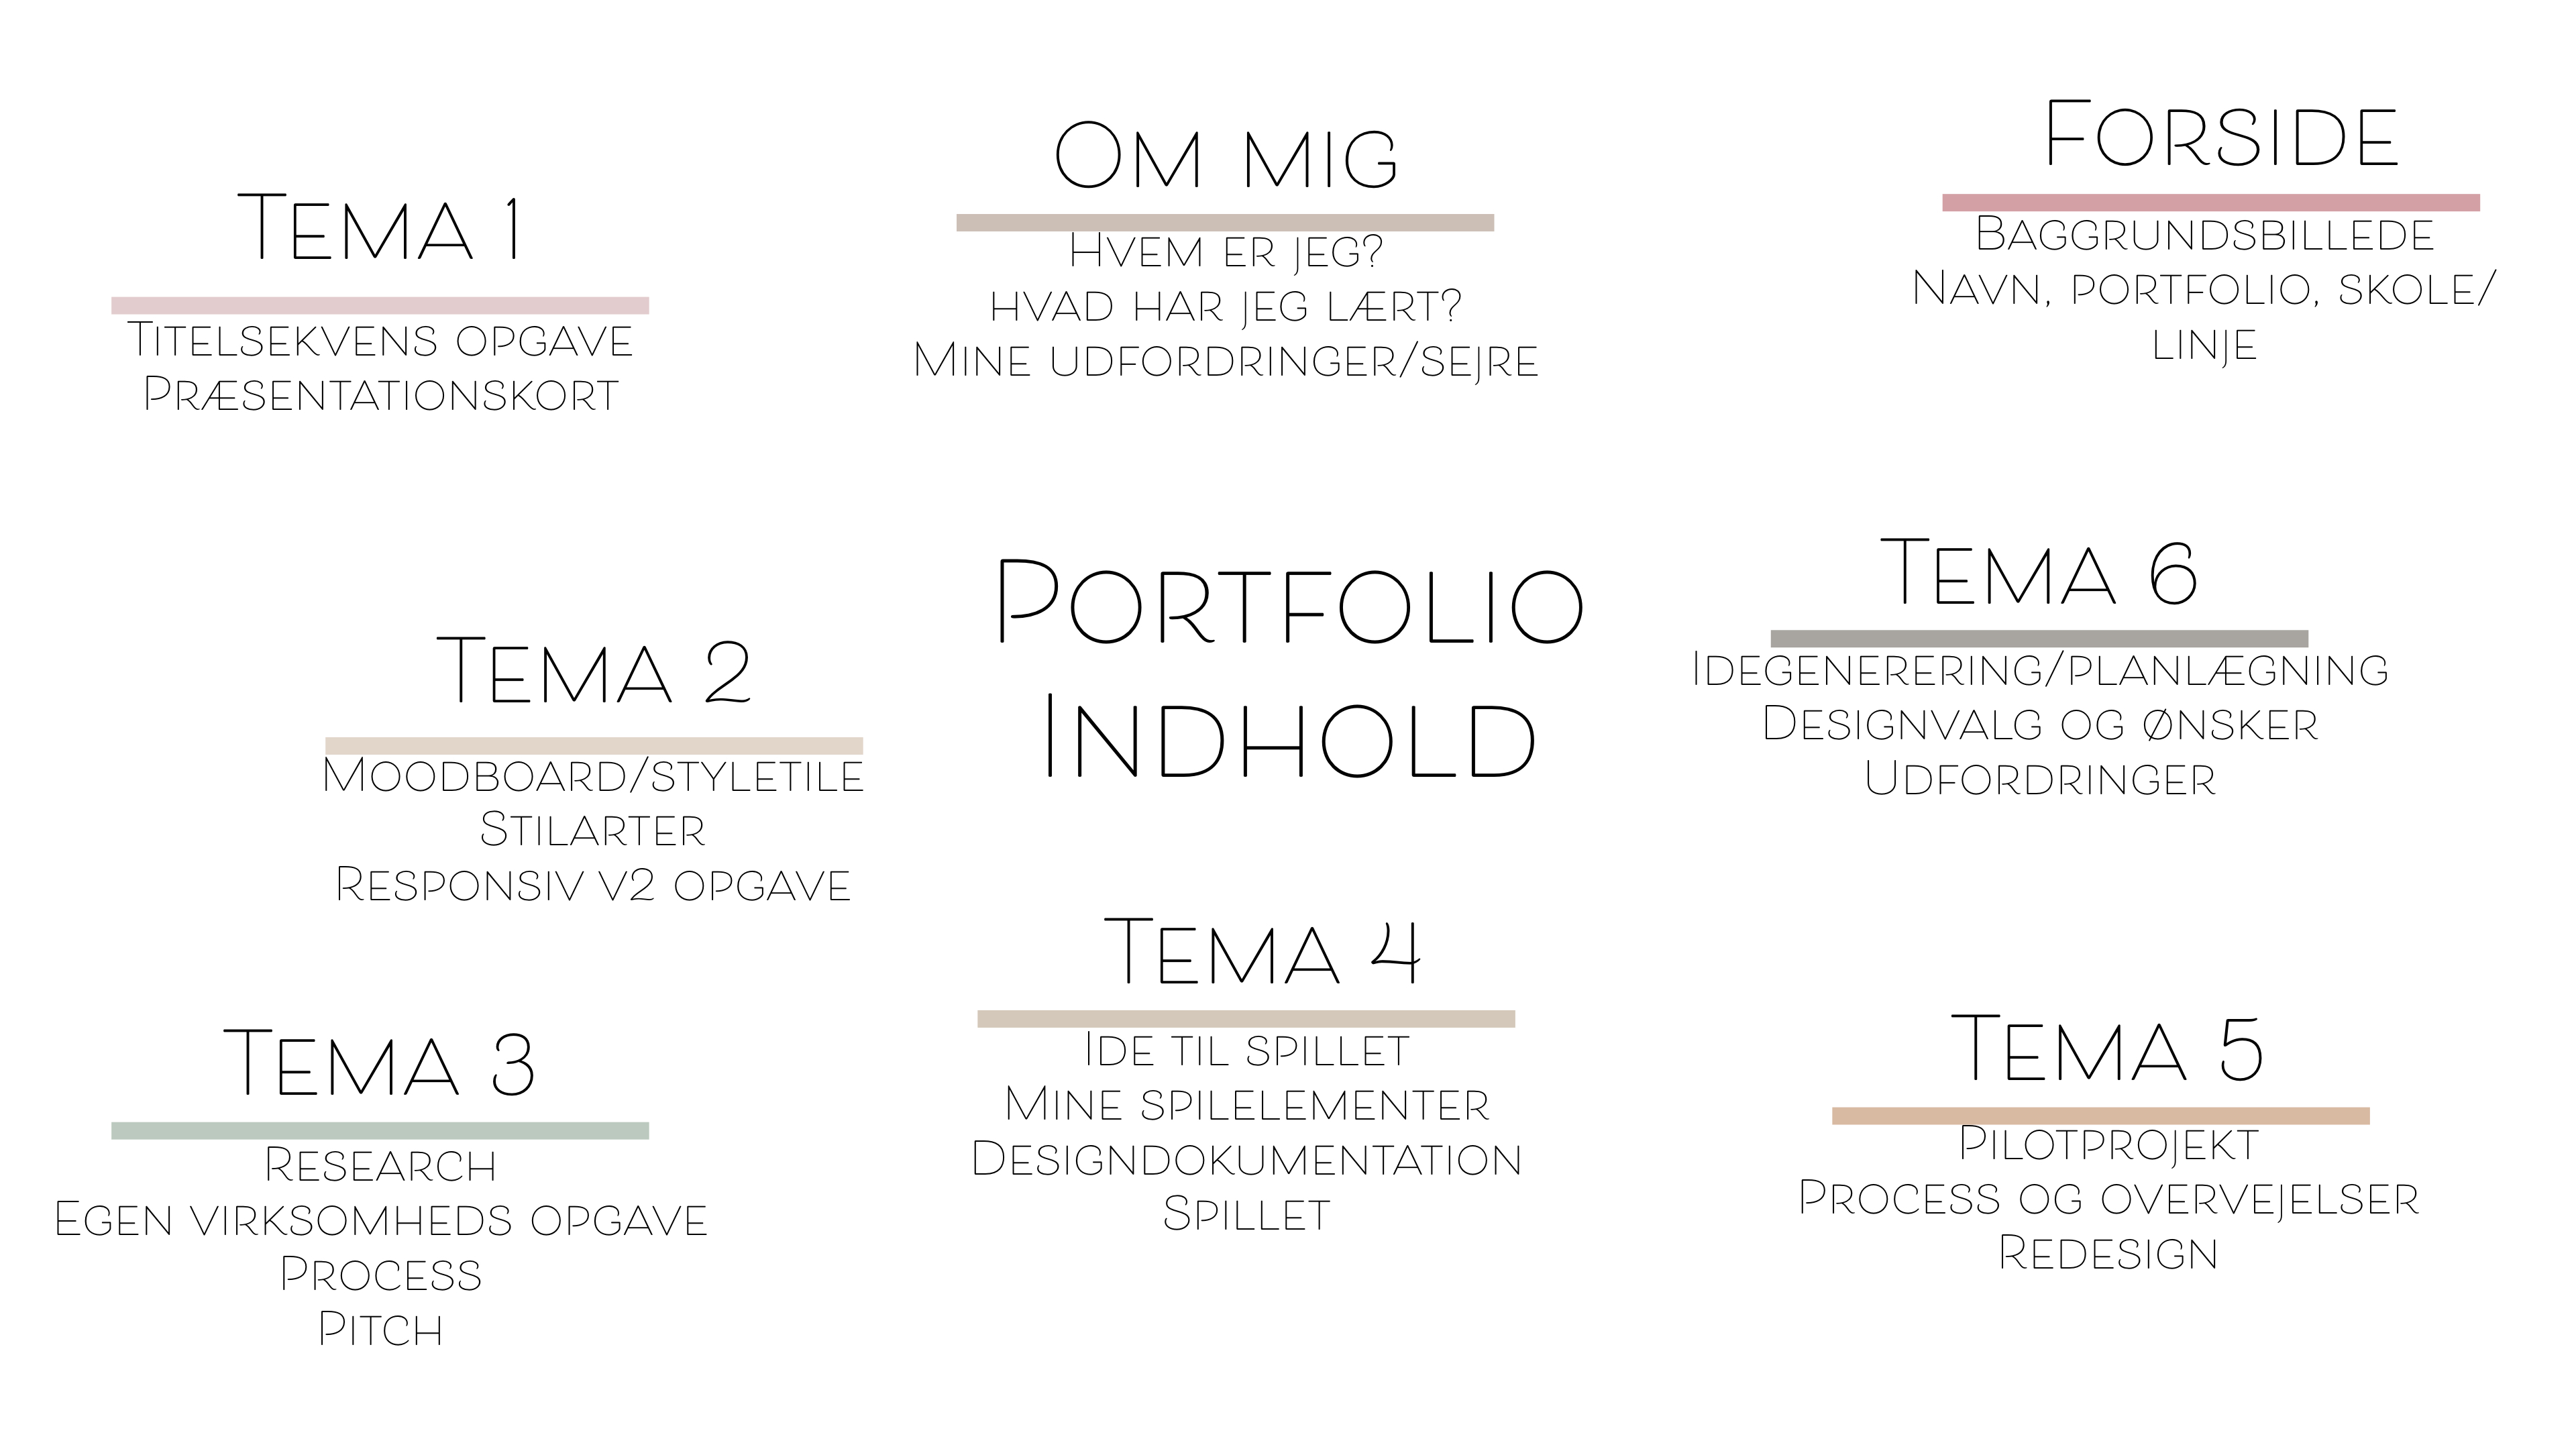 Tema 1
Titelsekvens opgave
Præsentationskort
Om mig
Hvem er jeg?
hvad har jeg lært?
Mine udfordringer/sejre
Forside
Baggrundsbillede
Navn, portfolio, skole/
linje
Portfolio
Indhold
Tema 2
Moodboard/styletile
Stilarter
Responsiv v2 opgave
Tema 6
Idegenerering/planlægning
Designvalg og ønsker
Udfordringer
Tema 3
Research
Egen virksomheds opgave
Process
Pitch
Tema 4
Ide til spillet
Mine spilelementer
Designdokumentation
Spillet
Tema 5
Pilotprojekt
Process og overvejelser
Redesign